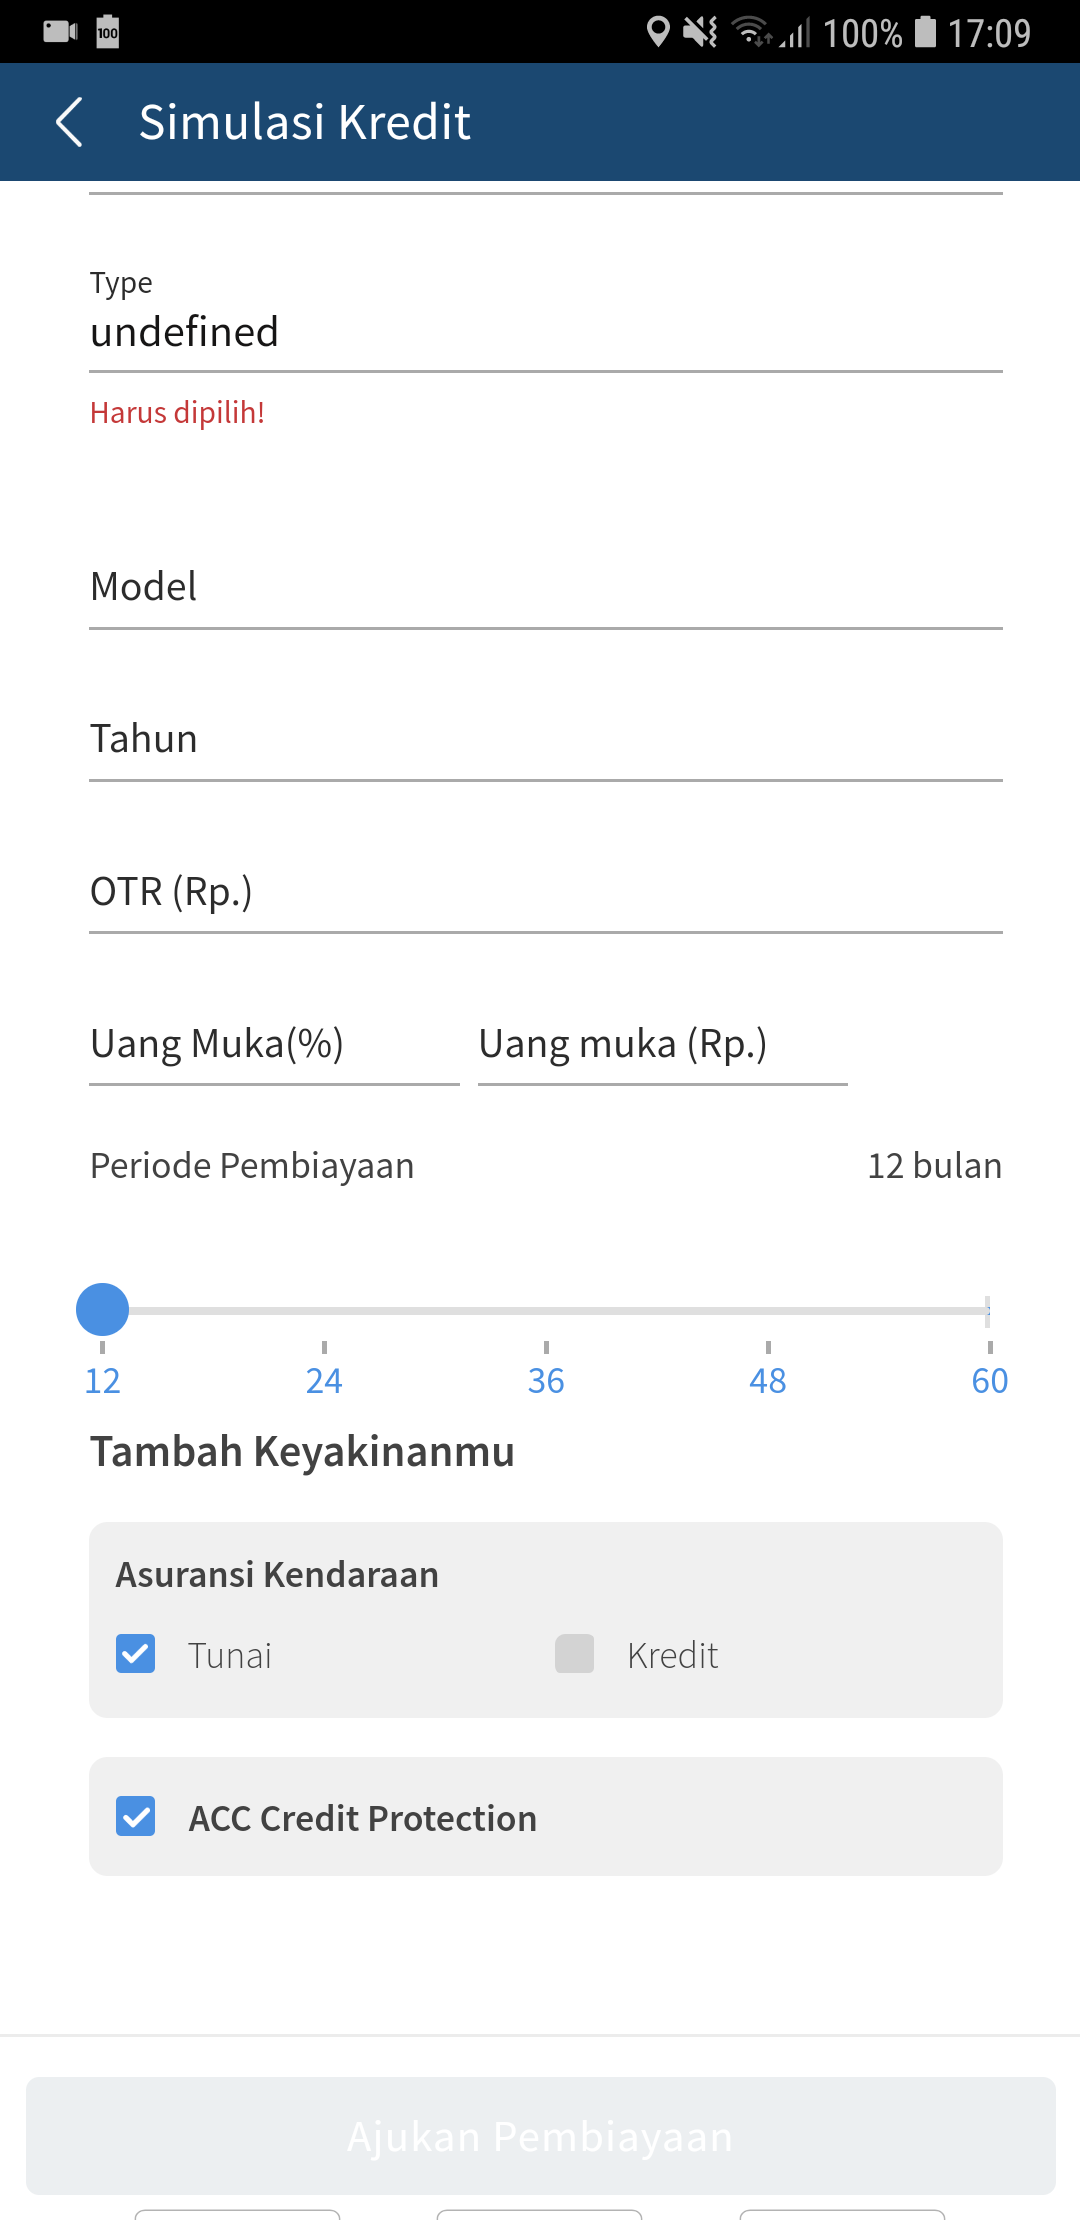 100 100% 17:09
Simulasi Kredit
Type
undefined
Harus dipilih!
Model
Tahun
OTR (Rp.)
Uang Muka(%) Uang muka (Rp.)
Periode Pembiayaan 12 bulan
12 24 36 48 60
Tambah Keyakinanmu
Asuransi Kendaraan
Tunai Kredit
ACC Credit Protection
Ajukan Pembiayaan